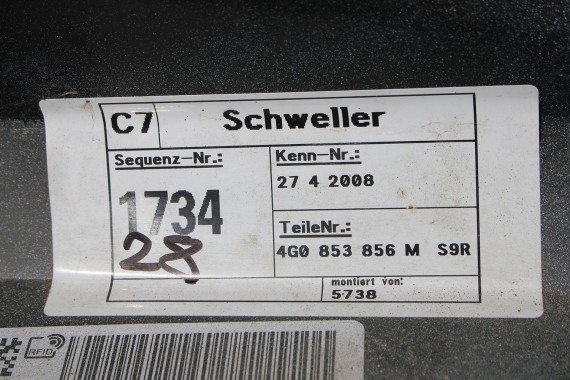 C7 Schweller
Sequenz-Nr.:
1734
28
Kenn-Nr.:
27 4 2008
TeileNr.:
4G0 853 856 M S9R
montiert von:
5738
RFID